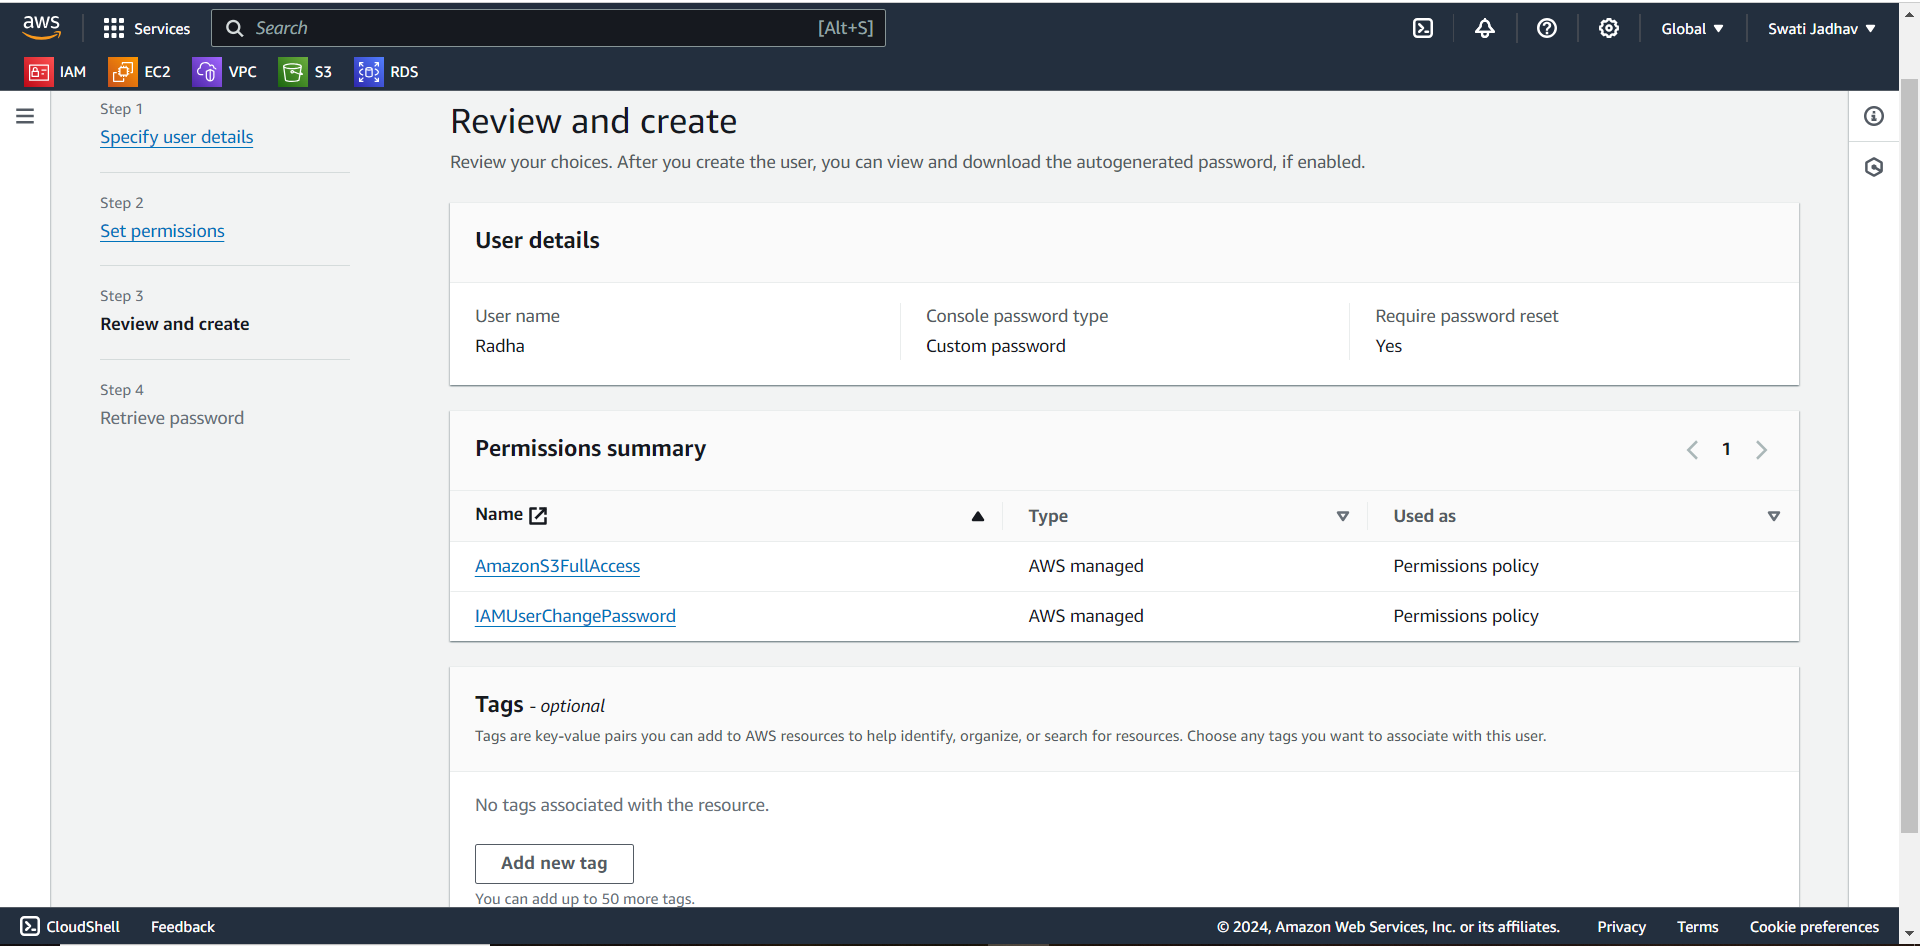 aws
Services
Search
[Alt+S]
Global
Swati Jadhav
IAM
EC2
VPC
S3
RDS
Step 1
Specify user details
Step 2
Set permissions
Step 3
Review and create
Step 4
Retrieve password
Review and create
Review your choices. After you create the user, you can view and download the autogenerated password, if enabled.
User details
User name
Radha
Console password type
Custom password
Require password reset
Yes
Permissions summary
1
Name
Type
Used as
AmazonS3FullAccess
AWS managed
Permissions policy
IAMUserChangePassword
AWS managed
Permissions policy
Tags - optional
Tags are key-value pairs you can add to AWS resources to help identify, organize, or search for resources. Choose any tags you want to associate with this user.
No tags associated with the resource.
Add new tag
You can add up to 50 more tags.
CloudShell
Feedback
© 2024, Amazon Web Services, Inc. or its affiliates.
Privacy
Terms
Cookie preferences